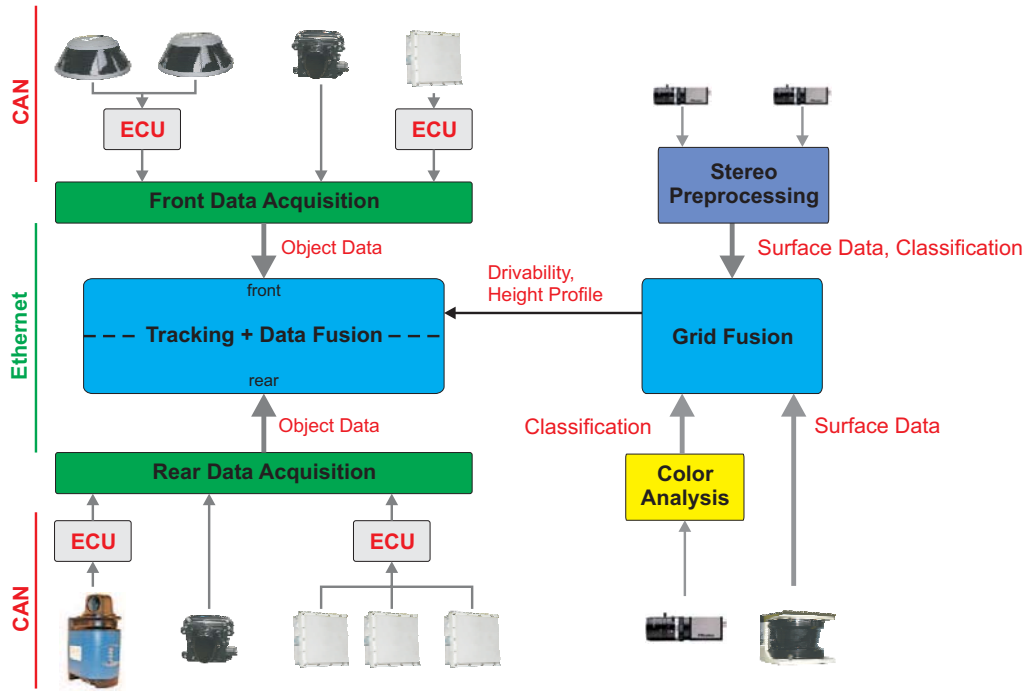 CAN
ECU
ECU
Front Data Acquisition
Stereo
Preprocessing
Object Data
Surface Data, Classification
Ethernet
front
Tracking + Data Fusion
rear
Drivability,
Height Profile
Grid Fusion
Object Data
Classification
Surface Data
Rear Data Acquisition
Color
Analysis
CAN
ECU
ECU